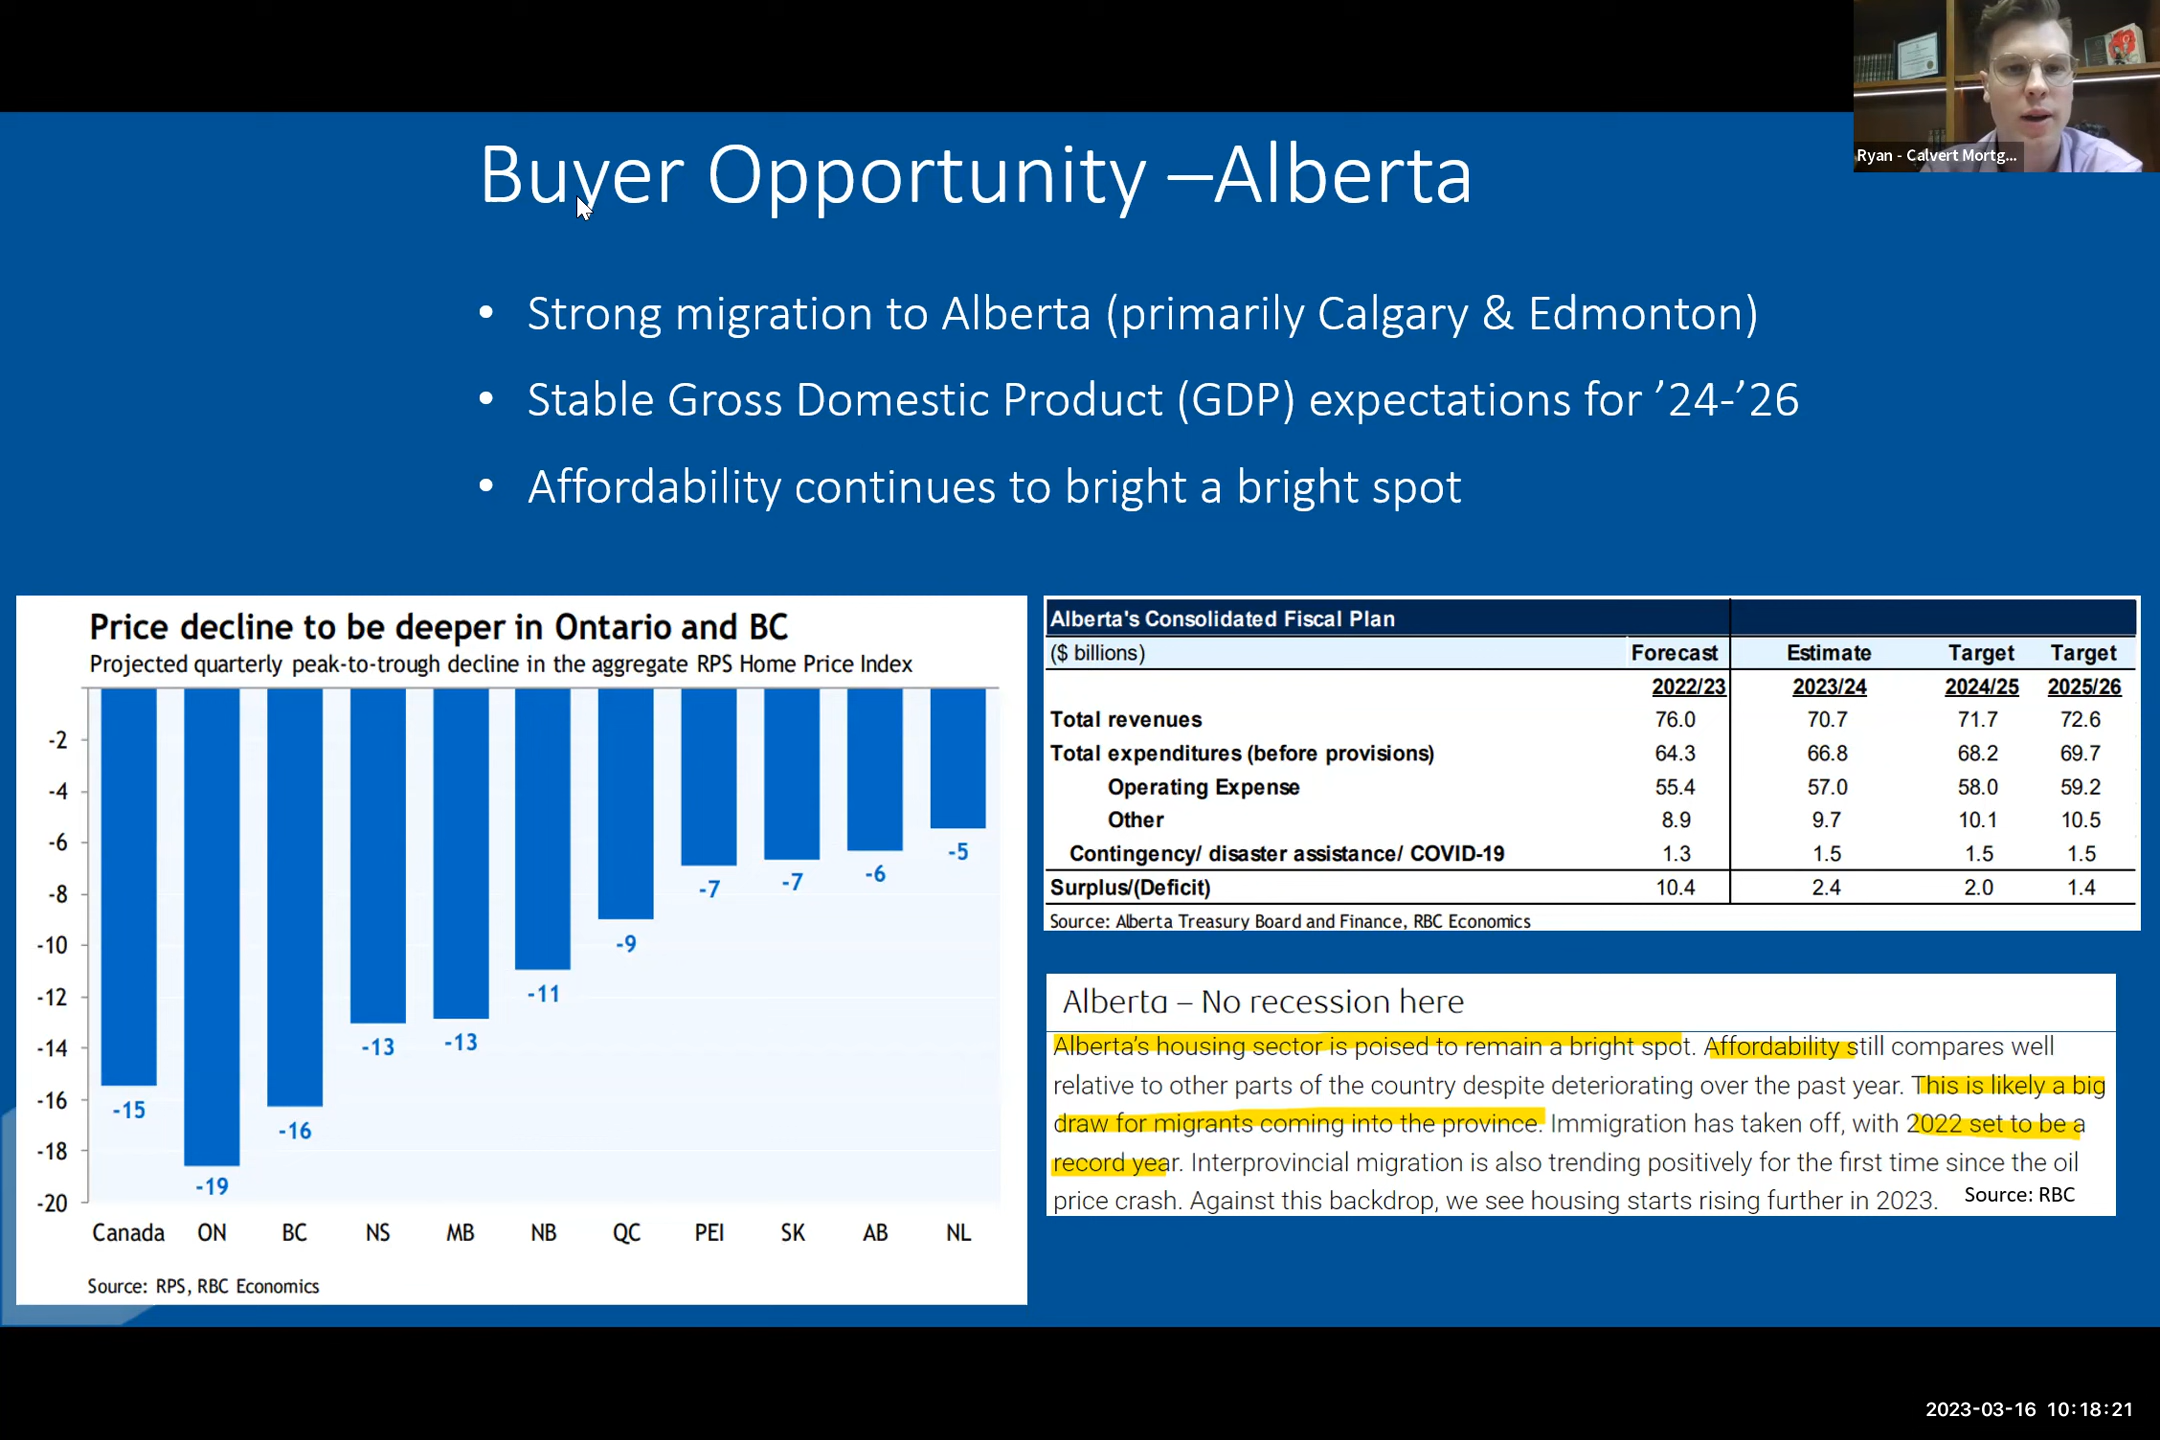 Ryan - Calvert Mortg...
Buyer Opportunity –Alberta
• Strong migration to Alberta (primarily Calgary & Edmonton)
• Stable Gross Domestic Product (GDP) expectations for ’24-’26
• Affordability continues to bright a bright spot
Price decline to be deeper in Ontario and BC
Projected quarterly peak-to-trough decline in the aggregate RPS Home Price Index
-2
-4
-6
-8
-10
-12
-14
-16
-18
-20
-15
-19
-16
-13
-13
-11
-9
-7
-7
-6
-5
Canada ON BC NS MB NB QC PEI SK AB NL
Source: RPS, RBC Economics
Alberta's Consolidated Fiscal Plan
($ billions) Forecast Estimate Target Target
2022/23 2023/24 2024/25 2025/26
Total revenues 76.0 70.7 71.7 72.6
Total expenditures (before provisions) 64.3 66.8 68.2 69.7
Operating Expense 55.4 57.0 58.0 59.2
Other 8.9 9.7 10.1 10.5
Contingency/ disaster assistance/ COVID-19 1.3 1.5 1.5 1.5
Surplus/(Deficit) 10.4 2.4 2.0 1.4
Source: Alberta Treasury Board and Finance, RBC Economics
Alberta – No recession here
Alberta’s housing sector is poised to remain a bright spot. Affordability still compares well
relative to other parts of the country despite deteriorating over the past year. This is likely a big
draw for migrants coming into the province. Immigration has taken off, with 2022 set to be a
record year. Interprovincial migration is also trending positively for the first time since the oil
price crash. Against this backdrop, we see housing starts rising further in 2023. Source: RBC
2023-03-16 10:18:21